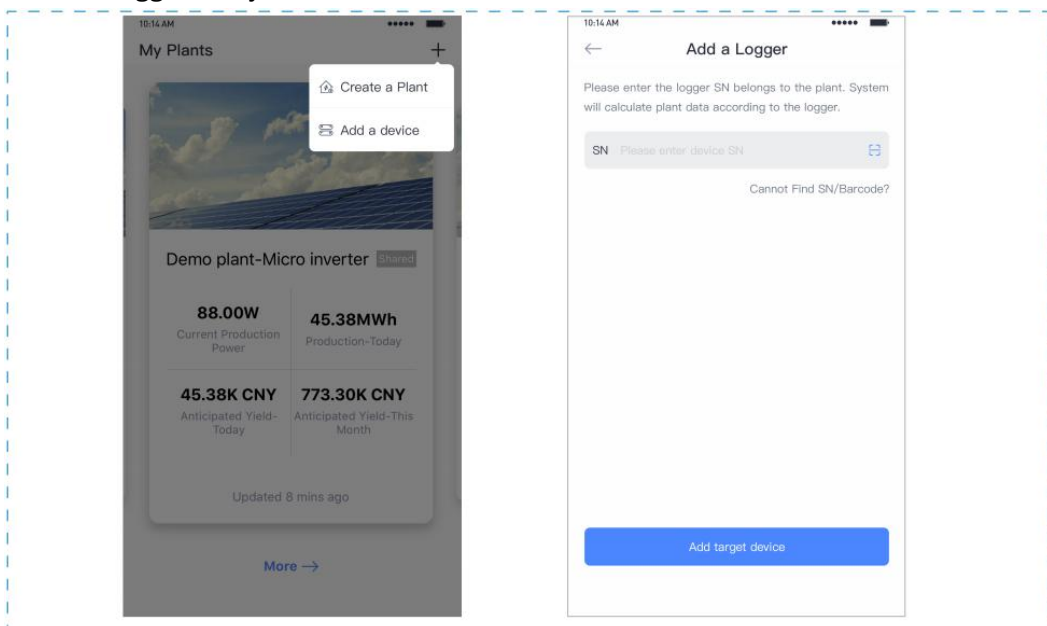 10:14 AM
My Plants
+
Create a Plant
Add a device
Demo plant-Micro inverter Shared
88.00W
Current Production
Power
45.38MWh
Production-Today
45.38K CNY
Anticipated Yield-
Today
773.30K CNY
Anticipated Yield-This
Month
Updated 8 mins ago
More →
10:14 AM
← Add a Logger
Please enter the logger SN belongs to the plant. System
will calculate plant data according to the logger.
SN Please enter device SN
Cannot Find SN/Barcode?
Add target device